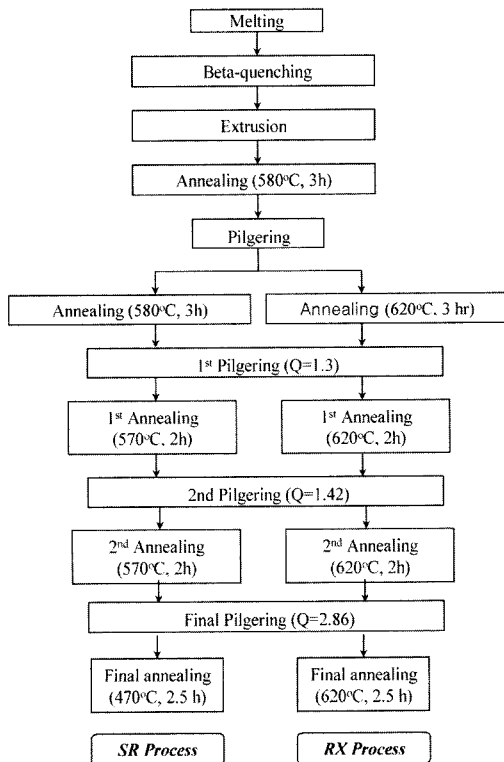 Melting
Beta-quenching
Extrusion
Annealing (580°C, 3h)
Pilgering
Annealing (580°C, 3h)
Annealing (620°C, 3 hr)
1st Pilgering (Q=1.3)
1st Annealing
(570°C, 2h)
1st Annealing
(620°C, 2h)
2nd Pilgering (Q=1.42)
2nd Annealing
(570°C, 2h)
2nd Annealing
(620°C, 2h)
Final Pilgering (Q=2.86)
Final annealing
(470°C, 2.5 h)
Final annealing
(620°C, 2.5 h)
SR Process
RX Process